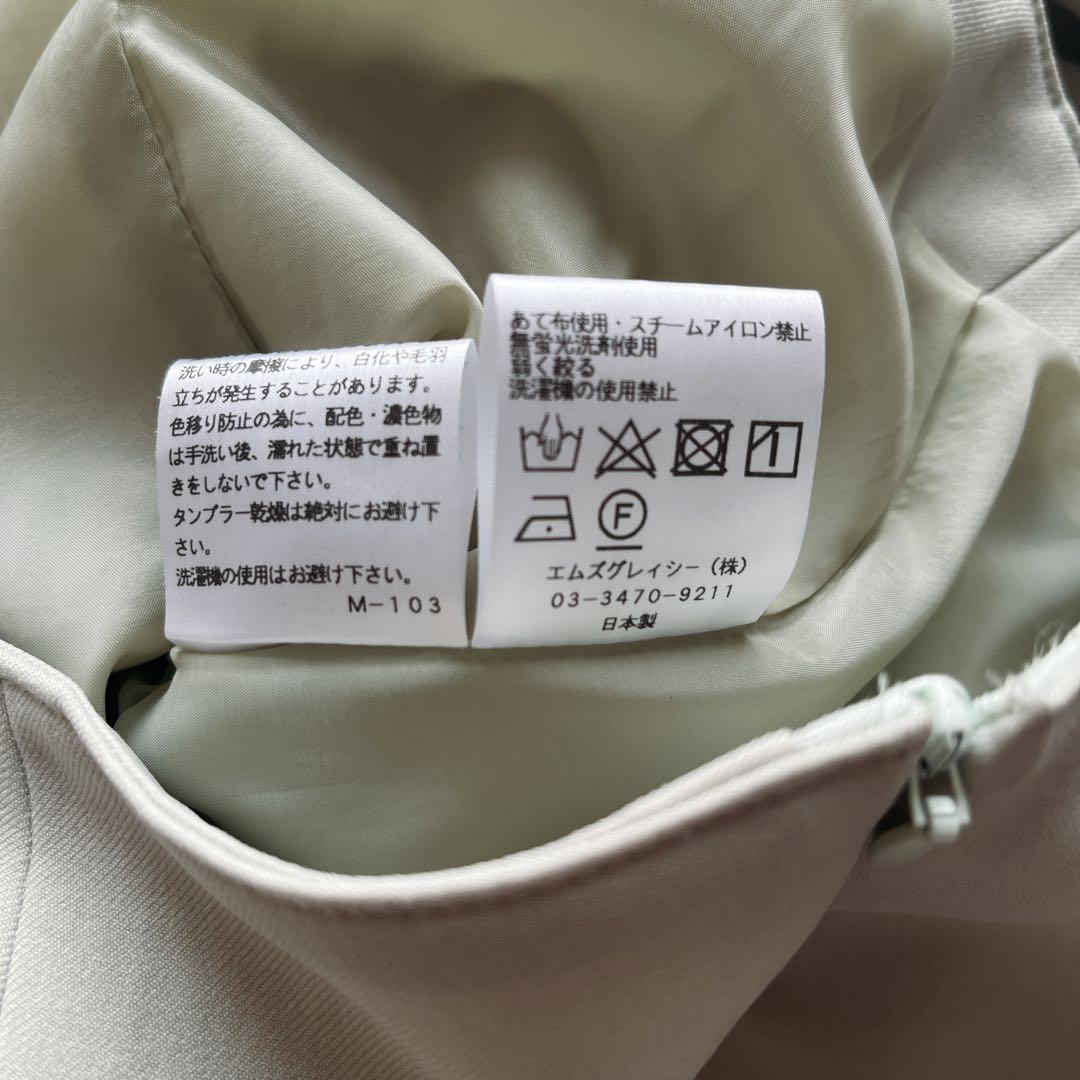 洗い時の摩擦により、白化や毛羽
立ちが発生することがあります。
色移り防止の為に、配色・濃色物
は手洗い後、濡れた状態で重ね置
きをしないで下さい。
タンブラー乾燥は絶対にお避け下
さい。
洗濯機の使用はお避け下さい。
M-103
あて布使用・スチームアイロン禁止
無蛍光洗剤使用
弱く絞る
洗濯機の使用禁止
F
エムズグレイシー(株)
03-3470-9211
日本製